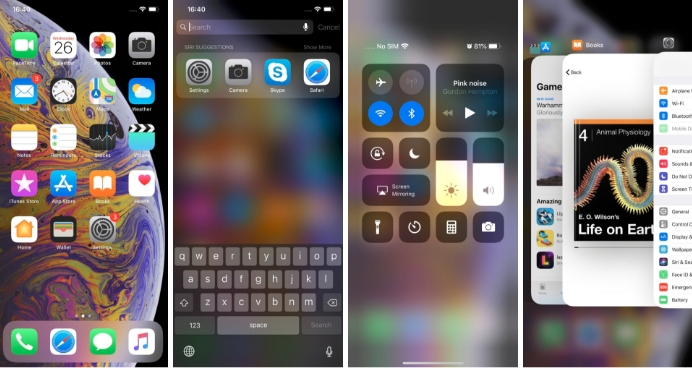 16:40
WEDNESDAY
26
FaceTime
Calendar
Photos
Camera
3
Mail
Clock
Maps
Weather
Notes
Reminders
Stocks
Videos
iTunes Store
App Store
Books
Health
Home
Wallet
Settings
16:40
Search
Cancel
SIRI SUGGESTIONS
Show More
Settings
Camera
Skype
Safari
q w e r t y u i o p
a s d f g h j k l
z x c v b n m
123
space
Search
No SIM
81%
Pink noise
Gordon Hempton
Screen
Mirroring
Books
Game
Warhamm
Gloriously
Amazing
Back
4
Animal Physiology
E. O. Wilson's
Life on Eart
Airplane
Wi-Fi
Bluetooth
Mobile D
Notificati
Sounds &
Do Not D
Screen T
General
Control C
Display &
Wallpape
Siri & Sea
Face ID &
Emergen
Battery